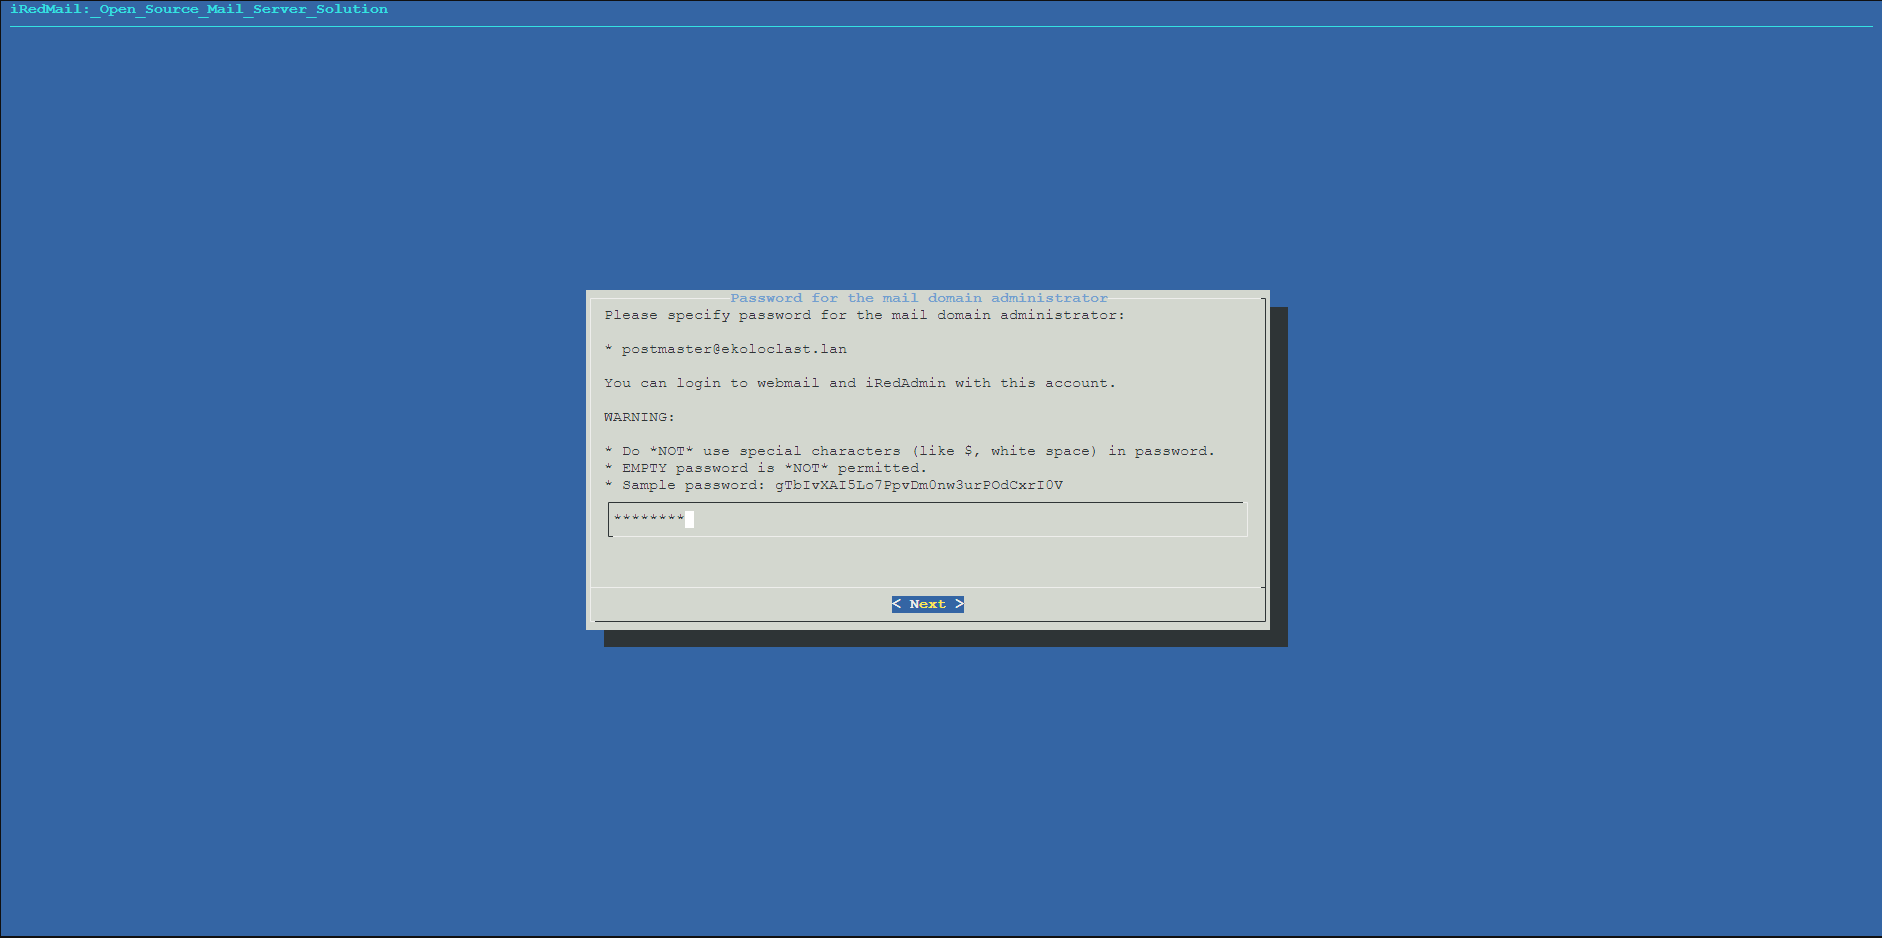 iRedMail:_Open_Source_Mail_Server_Solution
Password for the mail domain administrator
Please specify password for the mail domain administrator:
* postmaster@ekoloclast.lan
You can login to webmail and iRedAdmin with this account.
WARNING:
* Do *NOT* use special characters (like $, white space) in password.
* EMPTY password is *NOT* permitted.
* Sample password: gTbIvXAI5Lo7PpvDm0nw3urPOdCxrI0V
********
< Next >